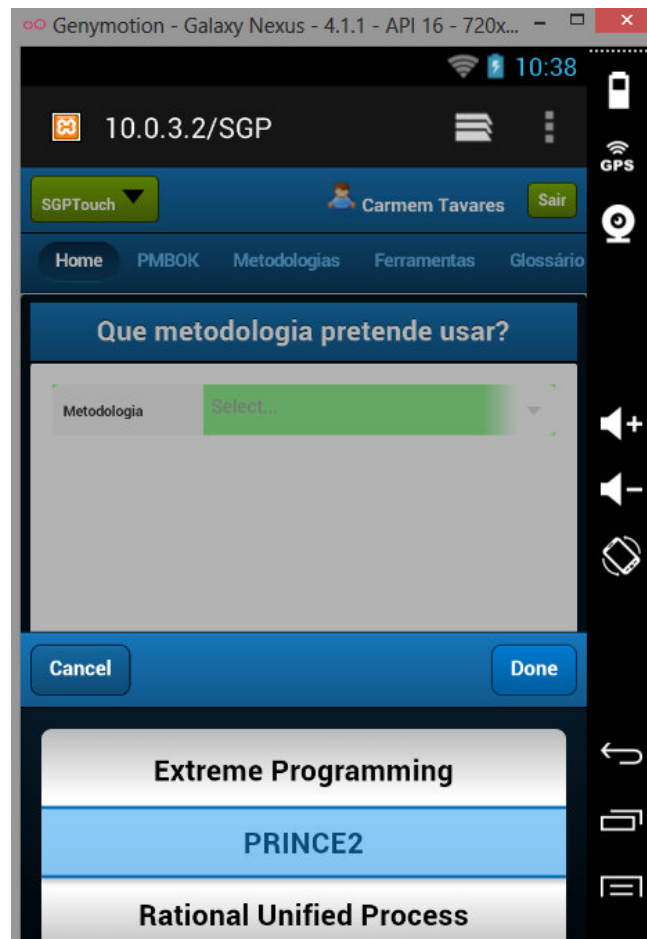 Genymotion - Galaxy Nexus - 4.1.1 - API 16 - 720x...
10:38
10.0.3.2/SGP
GPS
SGPTouch
Carmem Tavares
Sair
Home PMBOK Metodologias Ferramentas Glossário
Que metodologia pretende usar?
Metodologia
Select...
Cancel
Done
Extreme Programming
PRINCE2
Rational Unified Process